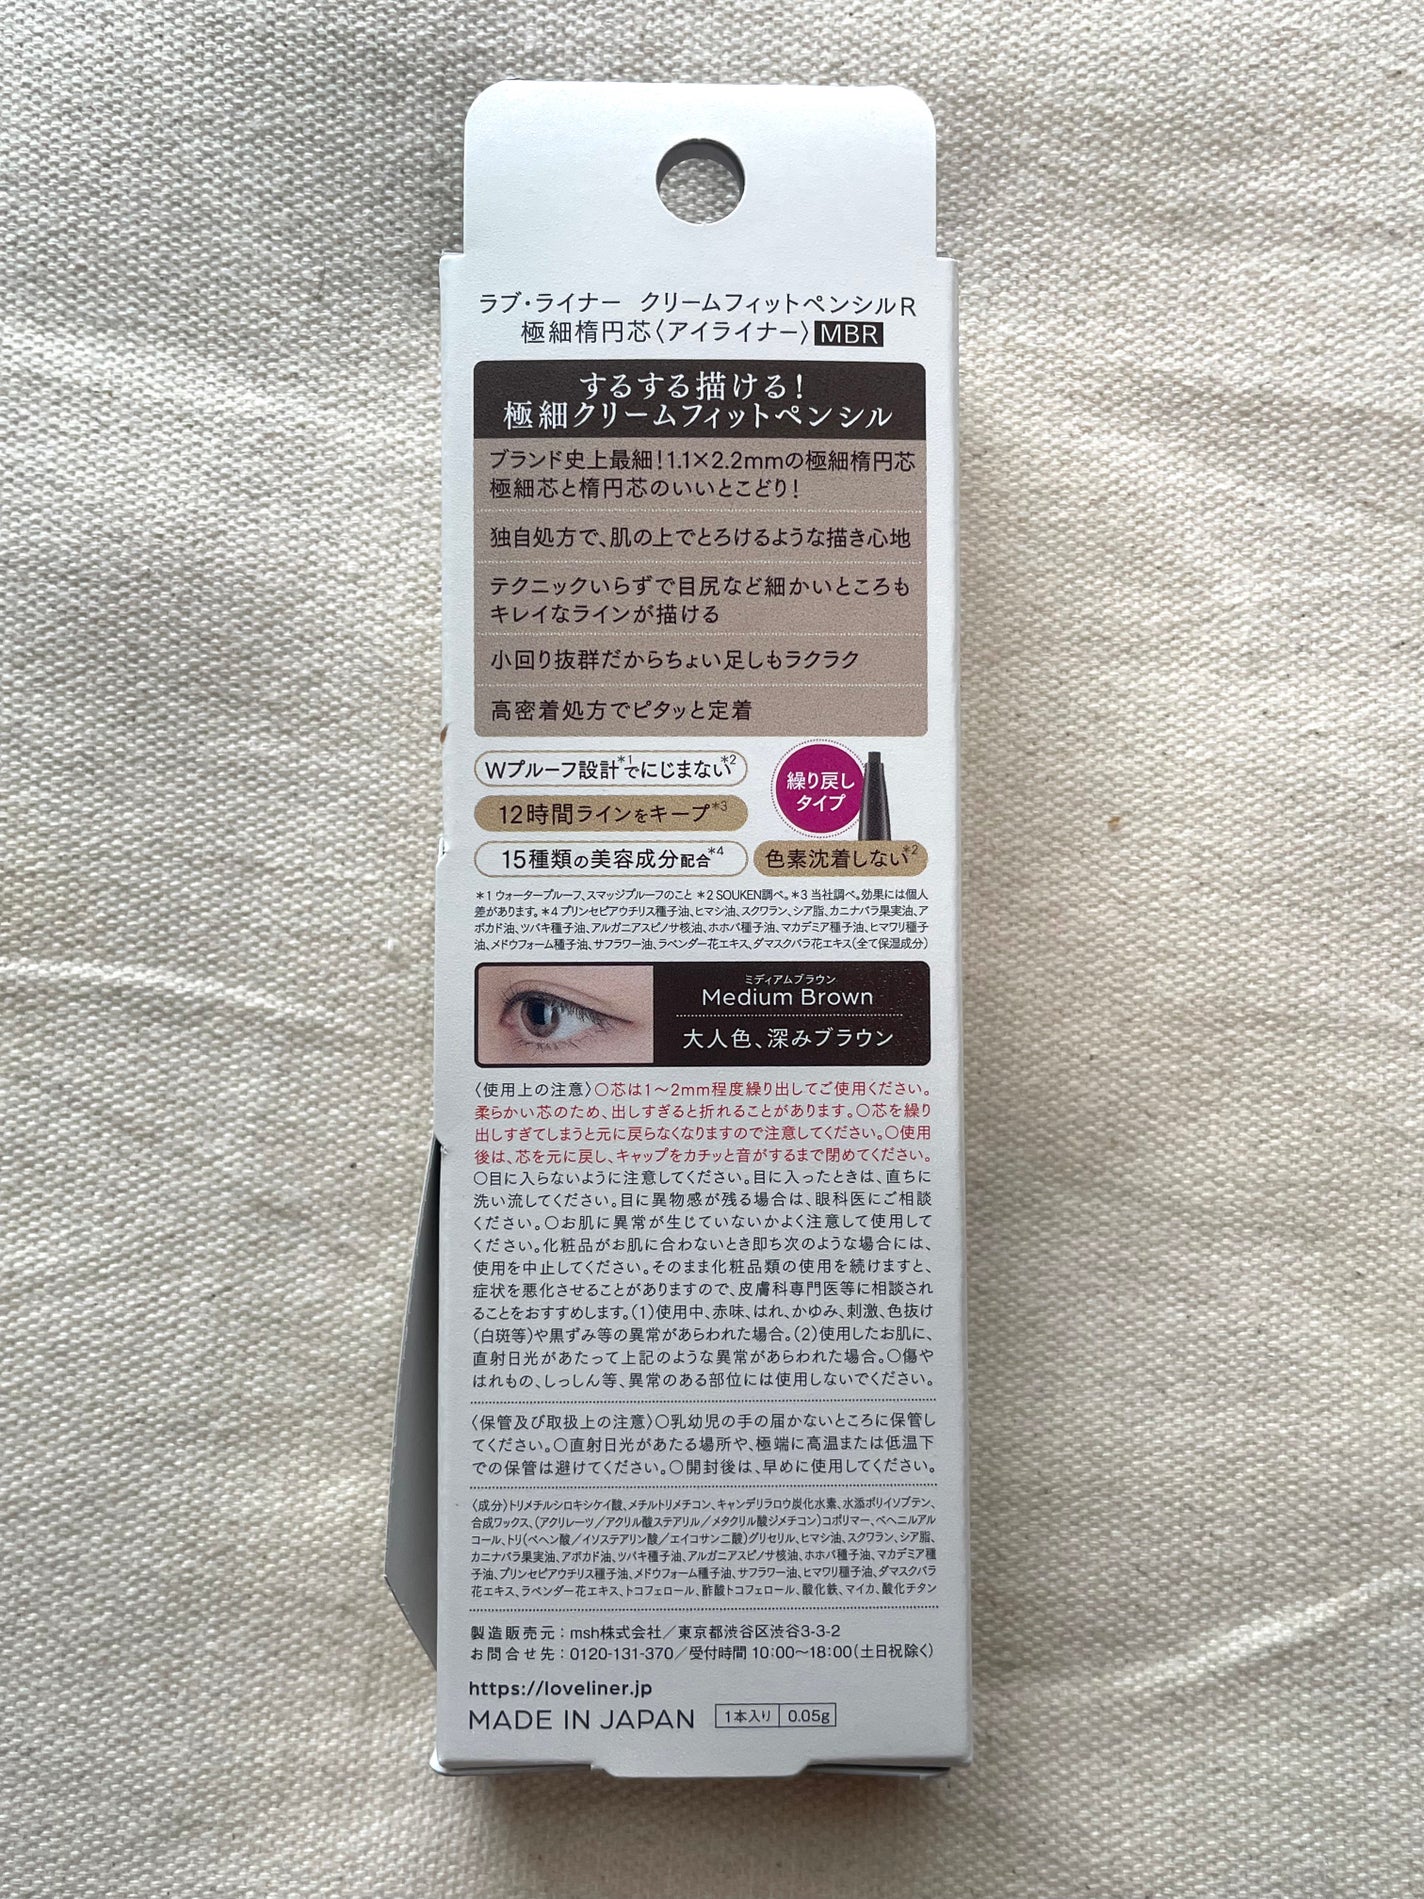 ラブ・ライナー クリームフィットペンシルR
極細楕円芯〈アイライナー〉MBR
するする描ける!
極細クリームフィットペンシル
ブランド史上最細!1.1×2.2mmの極細楕円芯
極細芯と楕円芯のいいとこどり!
独自処方で、肌の上でとろけるような描き心地
テクニックいらずで目尻など細かいところも
キレイなラインが描ける
小回り抜群だからちょい足しもラクラク
高密着処方でピタッと定着
Wプルーフ設計*1でにじまない*2
12時間ラインをキープ*3
15種類の美容成分配合*4
繰り戻し
タイプ
色素沈着しない*2
*1 ウォータープルーフ、スマッジプルーフのこと *2 SOUKEN調べ。*3 当社調べ。効果には個人
差があります。*4 プリンセピアウチリス種子油、ヒマシ油、スクワラン、シア脂、カニナバラ果実油、ア
ボカド油、ツバキ種子油、アルガニアスピノサ核油、ホホバ種子油、マカデミア種子油、ヒマワリ種子
油、メドウフォーム種子油、サフラワー油、ラベンダー花エキス、ダマスクバラ花エキス(全て保湿成分)
ミディアムブラウン
Medium Brown
大人色、深みブラウン
〈使用上の注意〉○芯は1〜2mm程度繰り出してご使用ください。
柔らかい芯のため、出しすぎると折れることがあります。○芯を繰り
出しすぎてしまうと元に戻らなくなりますので注意してください。○使用
後は、芯を元に戻し、キャップをカチッと音がするまで閉めてください。
○目に入らないように注意してください。目に入ったときは、直ちに
洗い流してください。目に異物感が残る場合は、眼科医にご相談
ください。○お肌に異常が生じていないかよく注意して使用して
ください。化粧品がお肌に合わないとき即ち次のような場合には、
使用を中止してください。そのまま化粧品類の使用を続けますと、
症状を悪化させることがありますので、皮膚科専門医等に相談され
ることをおすすめします。(1)使用中、赤味、はれ、かゆみ、刺激、色抜け
(白斑等)や黒ずみ等の異常があらわれた場合。(2)使用したお肌に、
直射日光があたって上記のような異常があらわれた場合。○傷や
はれもの、しっしん等、異常のある部位には使用しないでください。
〈保管及び取扱上の注意〉○乳幼児の手の届かないところに保管し
てください。○直射日光があたる場所や、極端に高温または低温下
での保管は避けてください。○開封後は、早めに使用してください。
〈成分〉トリメチルシロキシケイ酸、メチルトリメチコン、キャンデリラロウ炭化水素、水添ポリイソブテン、
合成ワックス、(アクリレーツ/アクリル酸ステアリル/メタクリル酸ジメチコン)コポリマー、ベヘニルアル
コール、トリ(ベヘン酸/イソステアリン酸/エイコサン二酸)グリセリル、ヒマシ油、スクワラン、シア脂、
カニナバラ果実油、アボカド油、ツバキ種子油、アルガニアスピノサ核油、ホホバ種子油、マカデミア種
子油、プリンセピアウチリス種子油、メドウフォーム種子油、サフラワー油、ヒマワリ種子油、ダマスクバラ
花エキス、ラベンダー花エキス、トコフェロール、酢酸トコフェロール、酸化鉄、マイカ、酸化チタン
製造販売元:msh株式会社/東京都渋谷区渋谷3-3-2
お問合せ先:0120-131-370/受付時間 10:00〜18:00(土日祝除く)
https://loveliner.jp
MADE IN JAPAN 1本入り 0.05g